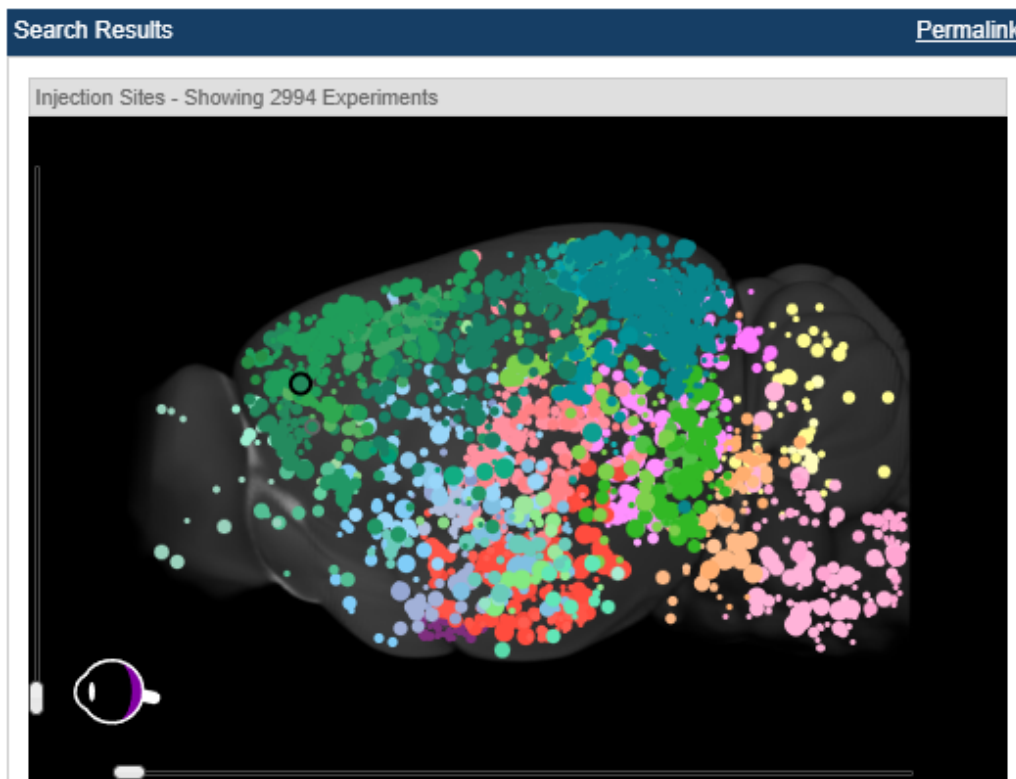 Search Results
Permalink
Injection Sites - Showing 2994 Experiments